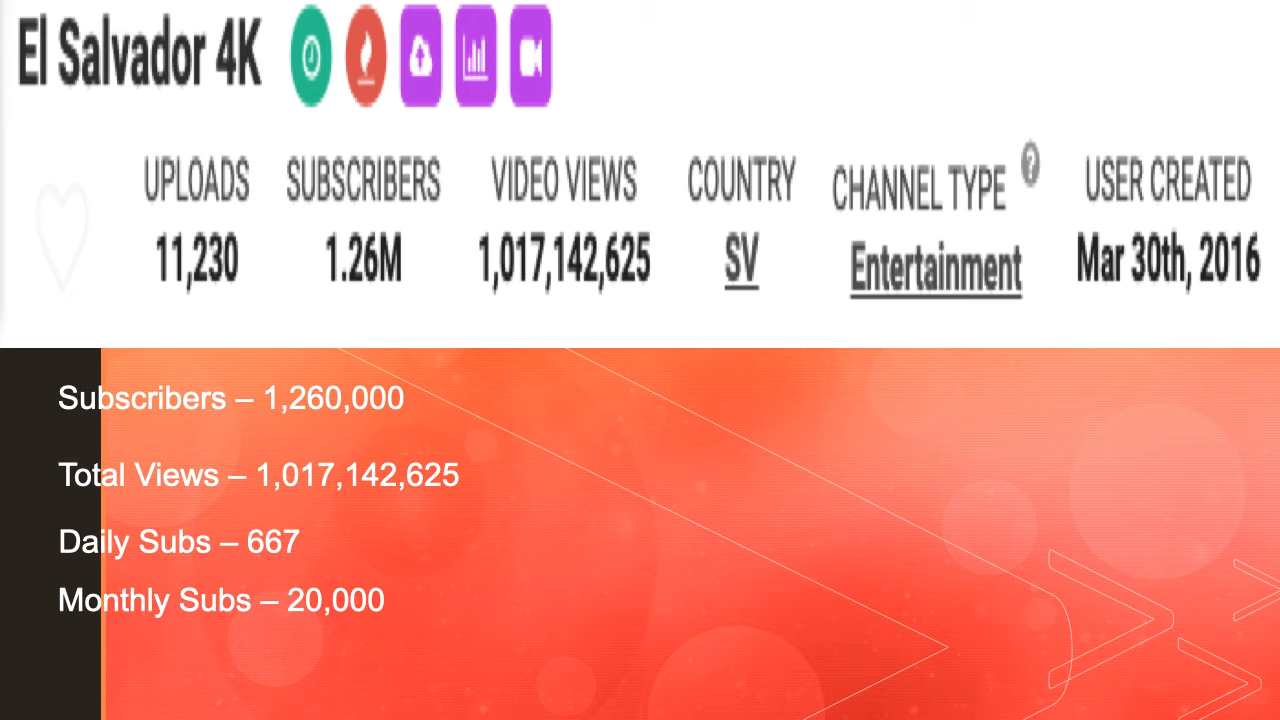 El Salvador 4K
UPLOADS SUBSCRIBERS VIDEO VIEWS COUNTRY CHANNEL TYPE ? USER CREATED
11,230 1.26M 1,017,142,625 SV Entertainment Mar 30th, 2016
Subscribers – 1,260,000
Total Views – 1,017,142,625
Daily Subs – 667
Monthly Subs – 20,000